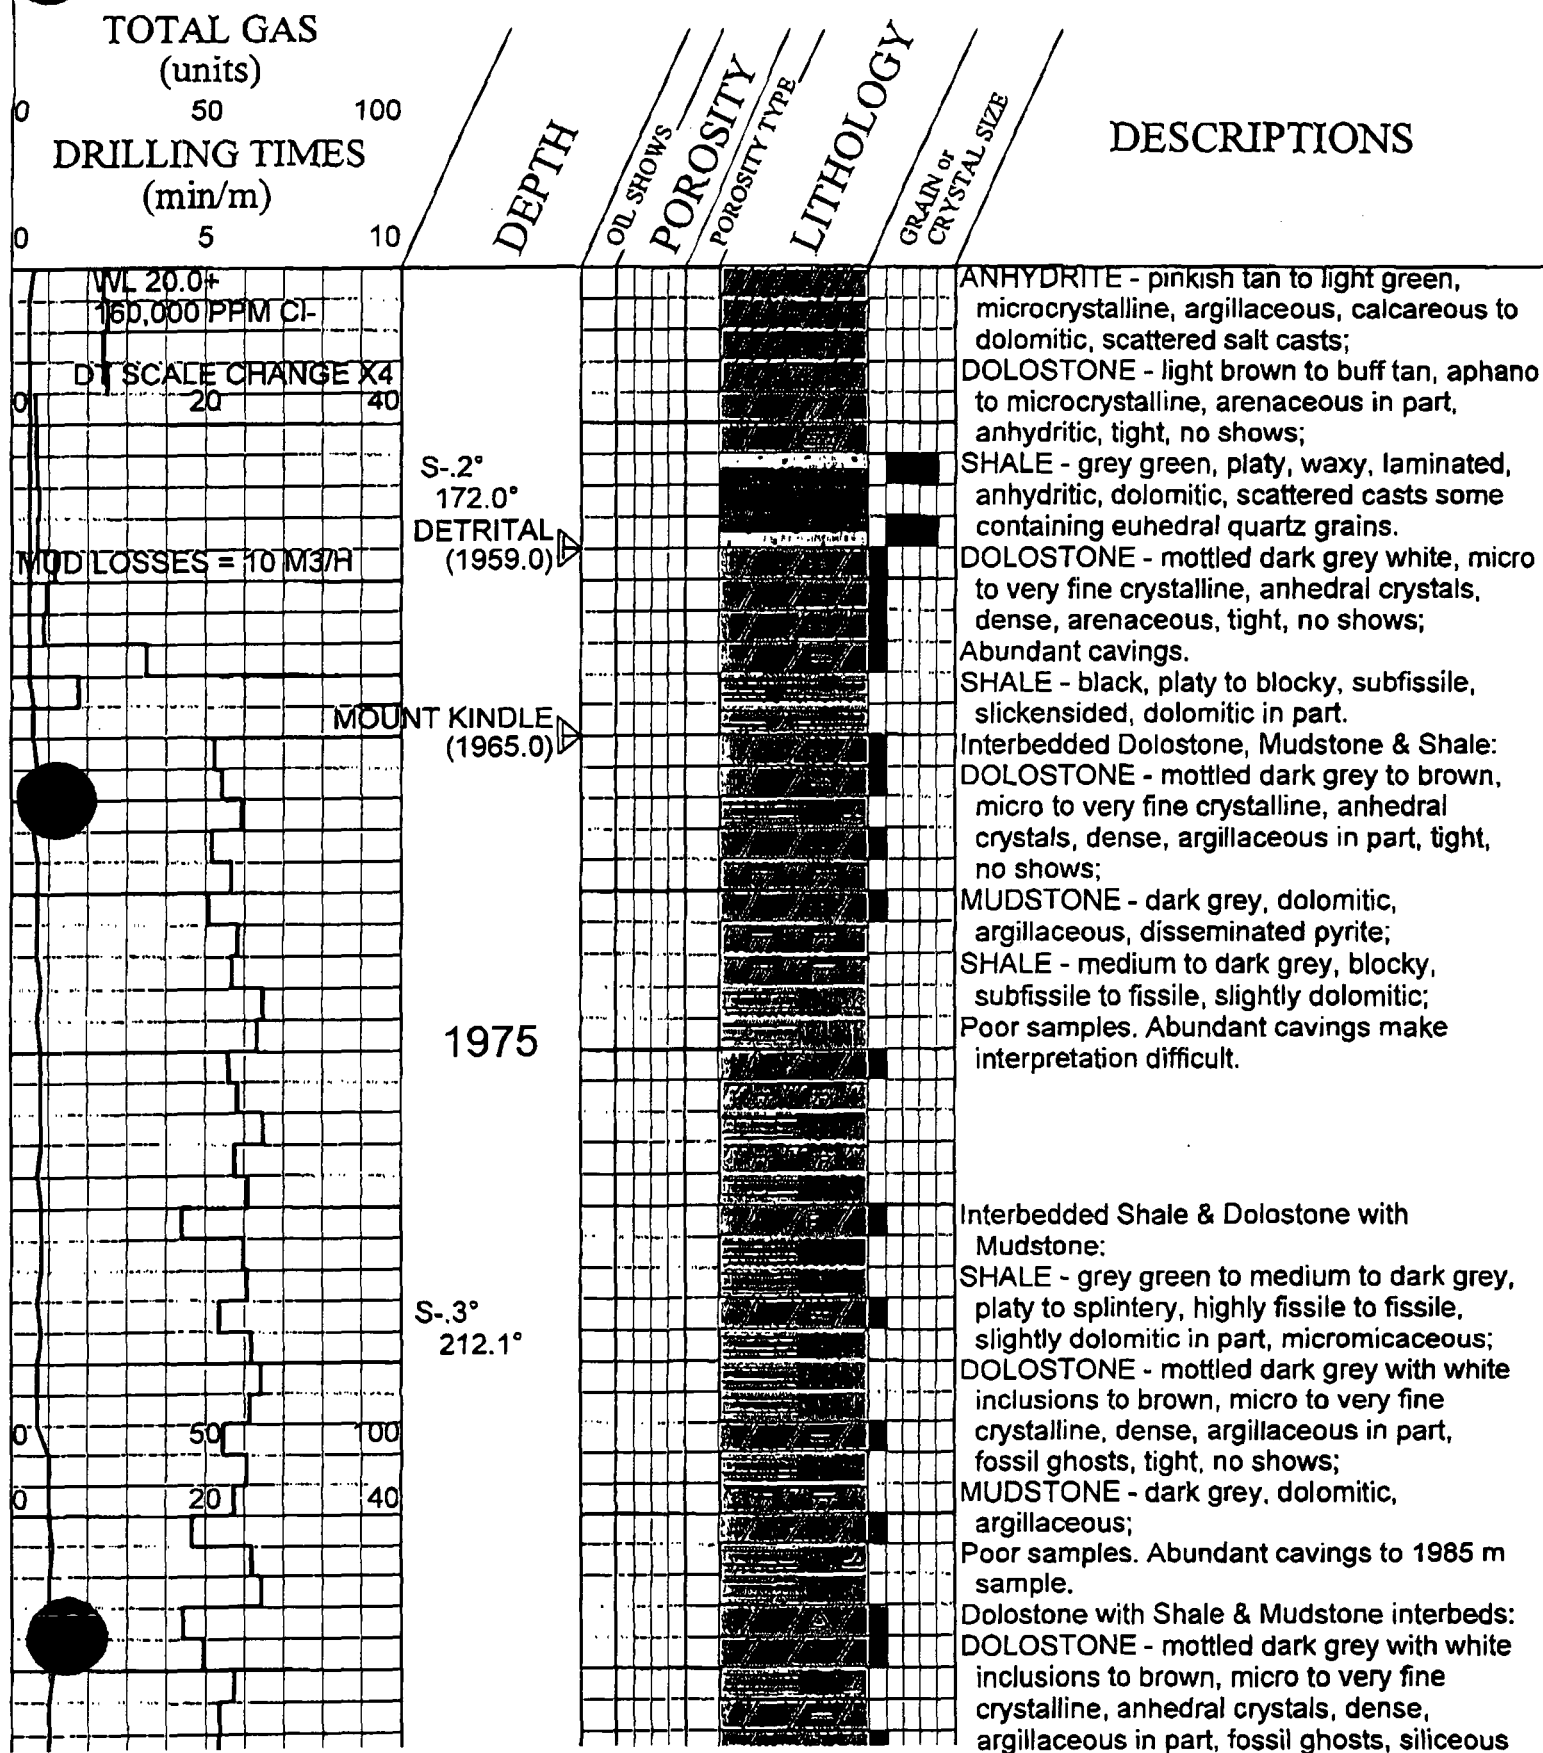 TOTAL GAS
(units)
0 50 100
DRILLING TIMES
(min/m)
0 5 10
DEPTH
OIL SHOWS
POROSITY
POROSITY TYPE
LITHOLOGY
GRAIN or
CRYSTAL SIZE
DESCRIPTIONS
WL 20.0+
160,000 PPM Cl-
DT SCALE CHANGE X4
0 20 40
S-.2°
172.0°
DETRITAL
(1959.0)
MUD LOSSES = 10 M3/H
MOUNT KINDLE
(1965.0)
1975
S-.3°
212.1°
0 50 100
0 20 40
ANHYDRITE - pinkish tan to light green,
microcrystalline, argillaceous, calcareous to
dolomitic, scattered salt casts;
DOLOSTONE - light brown to buff tan, aphano
to microcrystalline, arenaceous in part,
anhydritic, tight, no shows;
SHALE - grey green, platy, waxy, laminated,
anhydritic, dolomitic, scattered casts some
containing euhedral quartz grains.
DOLOSTONE - mottled dark grey white, micro
to very fine crystalline, anhedral crystals,
dense, arenaceous, tight, no shows;
Abundant cavings.
SHALE - black, platy to blocky, subfissile,
slickensided, dolomitic in part.
Interbedded Dolostone, Mudstone & Shale:
DOLOSTONE - mottled dark grey to brown,
micro to very fine crystalline, anhedral
crystals, dense, argillaceous in part, tight,
no shows;
MUDSTONE - dark grey, dolomitic,
argillaceous, disseminated pyrite;
SHALE - medium to dark grey, blocky,
subfissile to fissile, slightly dolomitic;
Poor samples. Abundant cavings make
interpretation difficult.
Interbedded Shale & Dolostone with
Mudstone:
SHALE - grey green to medium to dark grey,
platy to splintery, highly fissile to fissile,
slightly dolomitic in part, micromicaceous;
DOLOSTONE - mottled dark grey with white
inclusions to brown, micro to very fine
crystalline, dense, argillaceous in part,
fossil ghosts, tight, no shows;
MUDSTONE - dark grey, dolomitic,
argillaceous;
Poor samples. Abundant cavings to 1985 m
sample.
Dolostone with Shale & Mudstone interbeds:
DOLOSTONE - mottled dark grey with white
inclusions to brown, micro to very fine
crystalline, anhedral crystals, dense,
argillaceous in part, fossil ghosts, siliceous